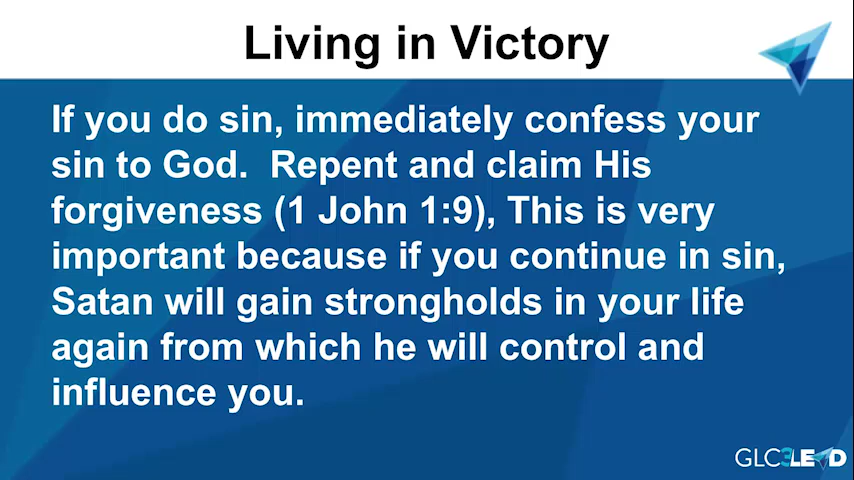 Living in Victory
If you do sin, immediately confess your
sin to God.  Repent and claim His
forgiveness (1 John 1:9), This is very
important because if you continue in sin,
Satan will gain strongholds in your life
again from which he will control and
influence you.
GLC3LEAD